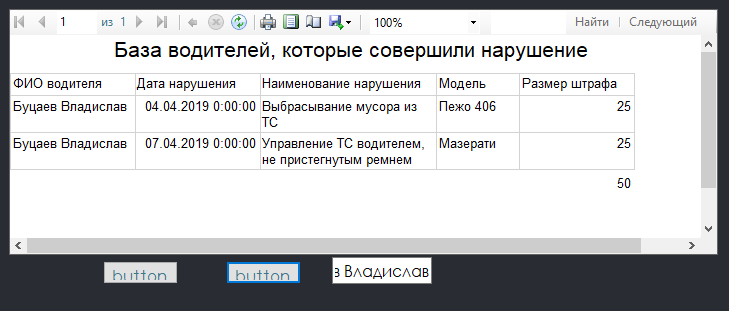 1 из 1 100% Найти Следующий
База водителей, которые совершили нарушение
ФИО водителя Дата нарушения Наименование нарушения Модель Размер штрафа
Буцаев Владислав 04.04.2019 0:00:00 Выбрасывание мусора из ТС Пежо 406 25
Буцаев Владислав 07.04.2019 0:00:00 Управление ТС водителем, не пристегнутым ремнем Мазерати 25
50
button button в Владислав